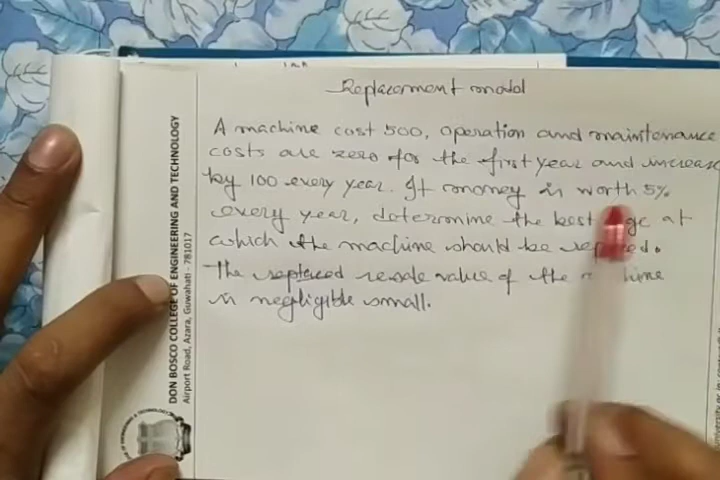 Replacement model
A machine cost 500, operation and maintenance
costs are zero for the first year and increase
by 100 every year. If money is worth 5%
every year, determine the best age at
which the machine should be
The replaced resale value of the
is negligible small.
DON BOSCO COLLEGE OF ENGINEERING AND TECHNOLOGY
Airport Road, Azara, Guwahati - 781017